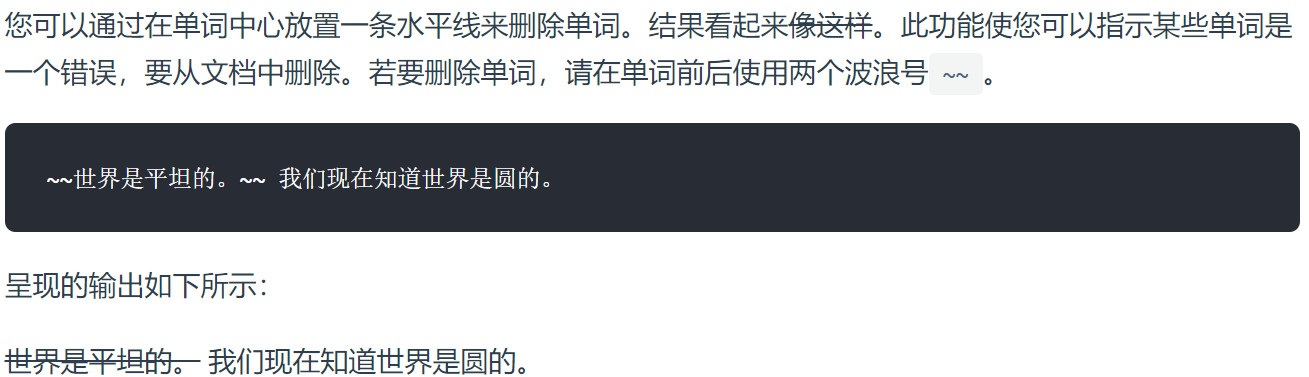 您可以通过在单词中心放置一条水平线来删除单词。结果看起来像这样。此功能使您可以指示某些单词是
一个错误，要从文档中删除。若要删除单词，请在单词前后使用两个波浪号 ~~ 。
~~世界是平坦的。~~ 我们现在知道世界是圆的。
呈现的输出如下所示：
世界是平坦的。 我们现在知道世界是圆的。